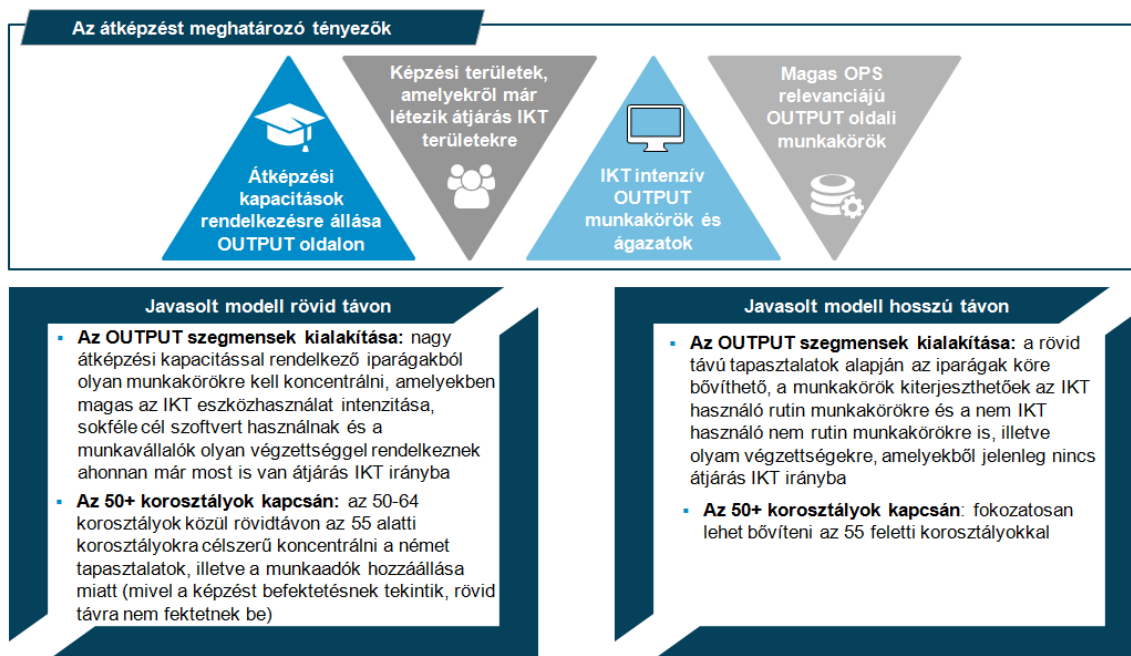 Az átképzést meghatározó tényezők
Átképzési
kapacitások
rendelkezésre állása
OUTPUT oldalon
Képzési területek,
amelyekről már
létezik átjárás IKT
területekre
IKT intenzív
OUTPUT
munkakörök és
ágazatok
Magas OPS
relevanciájú
OUTPUT oldali
munkakörök
Javasolt modell rövid távon
▪ Az OUTPUT szegmensek kialakítása: nagy
átképzési kapacitással rendelkező iparágakból
olyan munkakörökre kell koncentrálni, amelyekben
magas az IKT eszközhasználat intenzitása,
sokféle cél szoftvert használnak és a
munkavállalók olyan végzettséggel rendelkeznek
ahonnan már most is van átjárás IKT irányba
▪ Az 50+ korosztályok kapcsán: az 50-64
korosztályok közül rövidtávon az 55 alatti
korosztályokra célszerű koncentrálni a német
tapasztalatok, illetve a munkaadók hozzáállása
miatt (mivel a képzést befektetésnek tekintik, rövid
távra nem fektetnek be)
Javasolt modell hosszú távon
▪ Az OUTPUT szegmensek kialakítása: a rövid
távú tapasztalatok alapján az iparágak köre
bővíthető, a munkakörök kiterjeszthetőek az IKT
használó rutin munkakörökre és a nem IKT
használó nem rutin munkakörökre is, illetve
olyam végzettségekre, amelyekből jelenleg nincs
átjárás IKT irányba
▪ Az 50+ korosztályok kapcsán: fokozatosan
lehet bővíteni az 55 feletti korosztályokkal